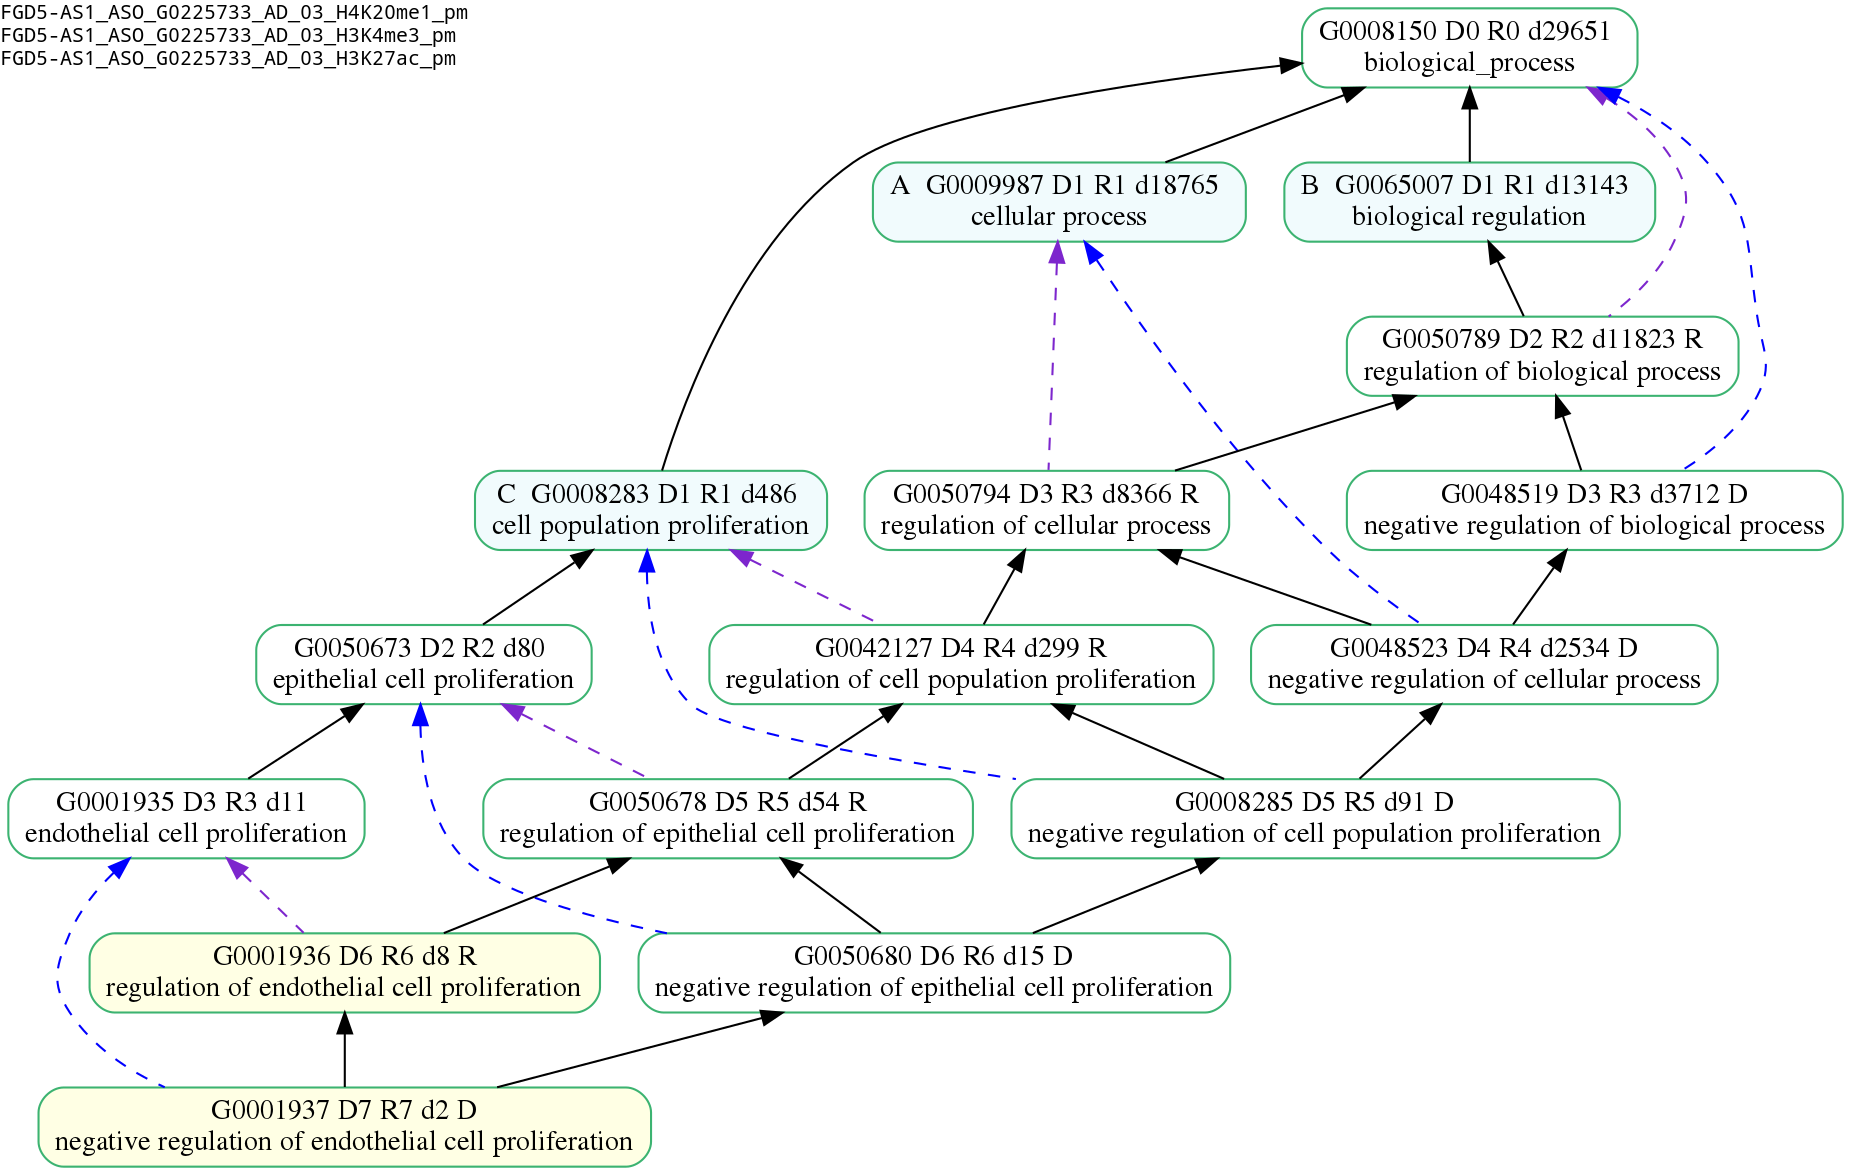 FGD5-AS1_ASO_G0225733_AD_03_H4K20me1_pm
FGD5-AS1_ASO_G0225733_AD_03_H3K4me3_pm
FGD5-AS1_ASO_G0225733_AD_03_H3K27ac_pm
G0008150 D0 R0 d29651
biological_process
A G0009987 D1 R1 d18765
cellular process
B G0065007 D1 R1 d13143
biological regulation
G0050789 D2 R2 d11823 R
regulation of biological process
C G0008283 D1 R1 d486
cell population proliferation
G0050794 D3 R3 d8366 R
regulation of cellular process
G0048519 D3 R3 d3712 D
negative regulation of biological process
G0050673 D2 R2 d80
epithelial cell proliferation
G0042127 D4 R4 d299 R
regulation of cell population proliferation
G0048523 D4 R4 d2534 D
negative regulation of cellular process
G0001935 D3 R3 d11
endothelial cell proliferation
G0050678 D5 R5 d54 R
regulation of epithelial cell proliferation
G0008285 D5 R5 d91 D
negative regulation of cell population proliferation
G0001936 D6 R6 d8 R
regulation of endothelial cell proliferation
G0050680 D6 R6 d15 D
negative regulation of epithelial cell proliferation
G0001937 D7 R7 d2 D
negative regulation of endothelial cell proliferation